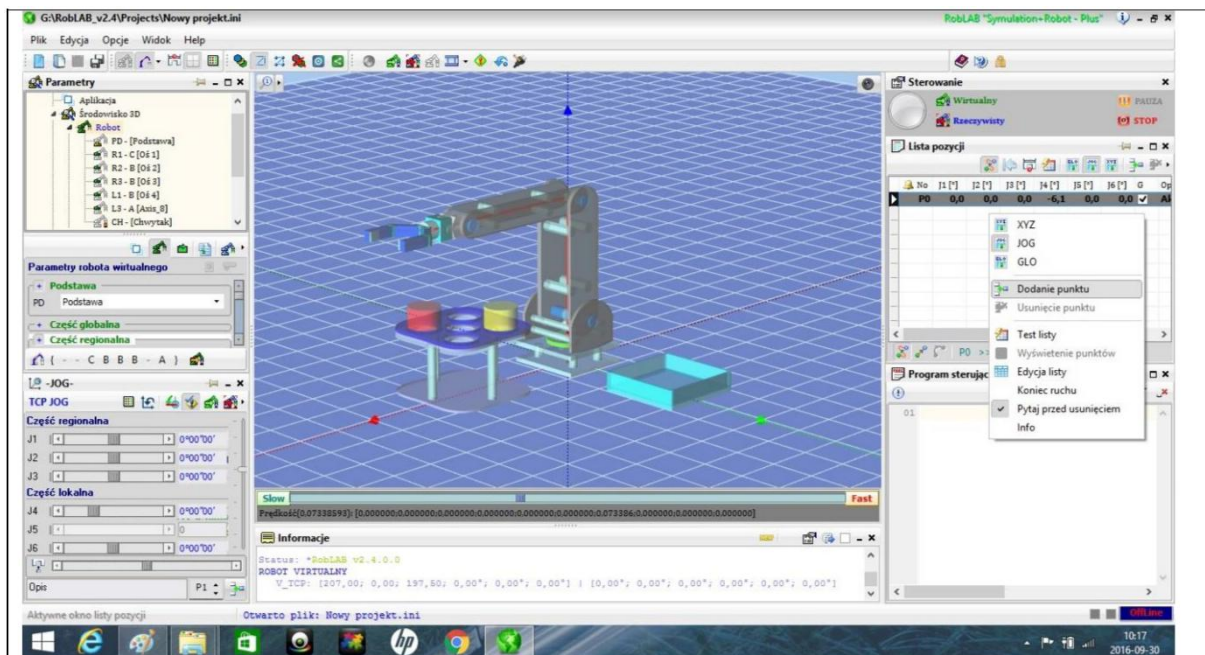 G:\RobLAB_v2.4\Projects\Nowy projekt.ini
RobLAB "Symulation+Robot - Plus"
Plik Edycja Opcje Widok Help
Parametry
Aplikacja
Środowisko 3D
Robot
PD - [Podstawa]
R1 - C [Oś 1]
R2 - B [Oś 2]
R3 - B [Oś 3]
L1 - B [Oś 4]
L3 - A [Axis_8]
CH - [Chwytak]
Parametry robota wirtualnego
Podstawa
PD Podstawa
Część globalna
Część regionalna
( - - C B B B - A )
-JOG-
TCP JOG
Część regionalna
J1 0°00'00'
J2 0°00'00'
J3 0°00'00'
Część lokalna
J4 0°00'00'
J5 0
J6 0°00'00'
Opis P1
Slow Fast
Prędkość[0.07338593]: [0.000000;0.000000;0.000000;0.000000;0.000000;0.000000;0.073386;0.000000;0.000000;0.000000]
Informacje
Status: *RobLAB v2.4.0.0
ROBOT VIRTUALNY
V_TCP: [207,00; 0,00; 197,50; 0,00°; 0,00°; 0,00°] | [0,00°; 0,00°; 0,00°; 0,00°; 0,00°; 0,00°]
Sterowanie
Wirtualny PAUZA
Rzeczywisty STOP
Lista pozycji
No J1 [°] J2 [°] J3 [°] J4 [°] J5 [°] J6 [°] G Op
P0 0,0 0,0 0,0 -6,1 0,0 0,0
XYZ
JOG
GLO
Dodanie punktu
Usunięcie punktu
Test listy
Wyświetenie punktów
Edycja listy
Koniec ruchu
Pytaj przed usunięciem
Info
P0 >>
Program sterując
01
Aktywne okno listy pozycji Otwarto plik: Nowy projekt.ini OffLine
hp
10:17
2016-09-30